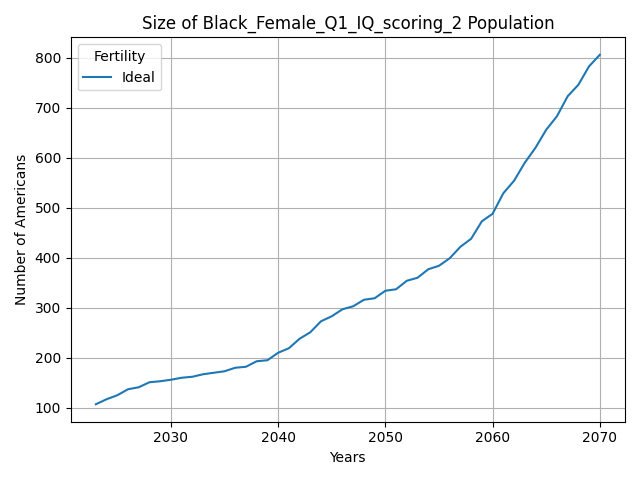 Size of Black_Female_Q1_IQ_scoring_2 Population
Fertility
Ideal
Number of Americans
800
700
600
500
400
300
200
100
2030 2040 2050 2060 2070
Years